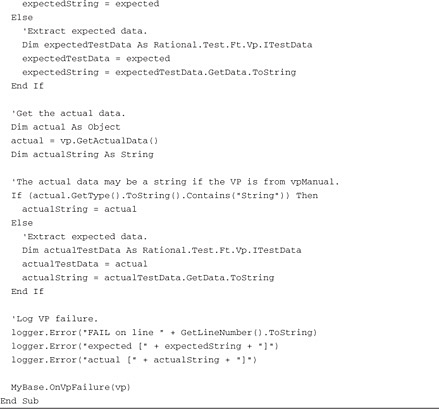 expectedString = expected
  Else
    'Extract expected data.
    Dim expectedTestData As Rational.Test.Ft.Vp.ITestData
    expectedTestData = expected
    expectedString = expectedTestData.GetData.ToString
  End If

  'Get the actual data.
  Dim actual As Object
  actual = vp.GetActualData()
  Dim actualString As String

  'The actual data may be a string if the VP is from vpManual.
  If (actual.GetType().ToString().Contains("String")) Then
    actualString = actual
  Else
    'Extract expected data.
    Dim actualTestData As Rational.Test.Ft.Vp.ITestData
    actualTestData = actual
    actualString = actualTestData.GetData.ToString
  End If

  'Log VP failure.
  logger.Error("FAIL on line " + GetLineNumber().ToString)
  logger.Error("expected [" + expectedString + "]")
  logger.Error("actual [" + actualString + "]")

  MyBase.OnVpFailure(vp)
End Sub